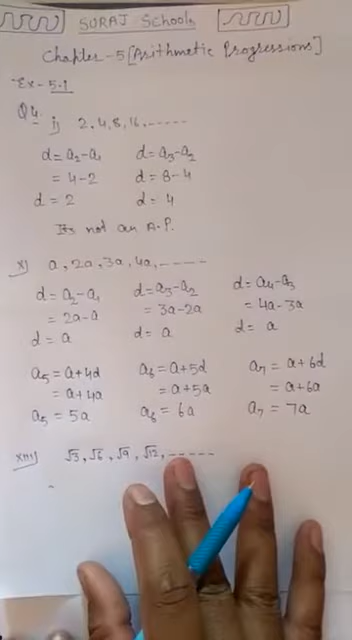 SURAJ Schools
Chapter-5 [Arithmetic Progressions]
Ex-5.1
Q4. i) 2, 4, 8, 16, -----
d = a₂-a₁ d = a₃-a₂
= 4-2 d = 8-4
d = 2 d = 4
Its not an A.P.
x) a, 2a, 3a, 4a, -----
d = a₂-a₁ d = a₃-a₂ d = a₄-a₃
= 2a-a = 3a-2a = 4a-3a
d = a d = a d = a
a₅ = a+4d a₆ = a+5d a₇ = a+6d
= a+4a = a+5a = a+6a
a₅ = 5a a₆ = 6a a₇ = 7a
xiii) √3, √6, √9, √12, -----